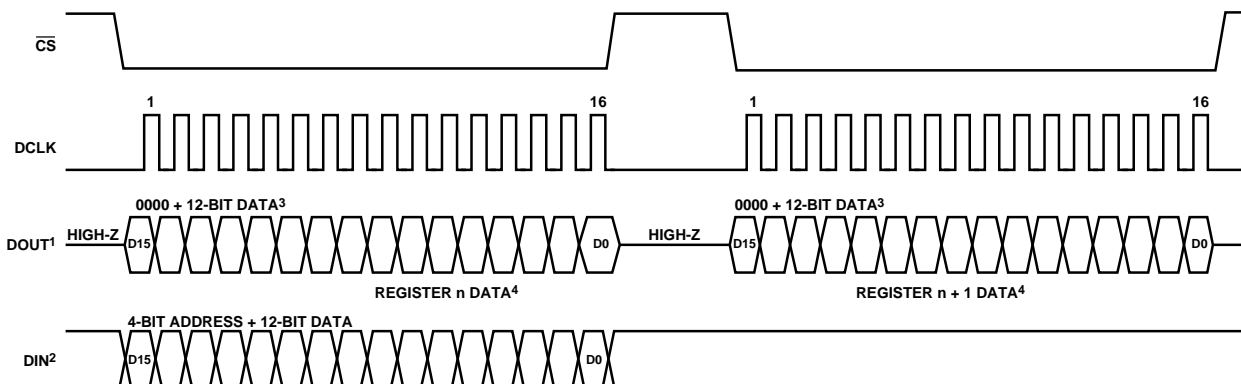 CS
1 16 1 16
DCLK
0000 + 12-BIT DATA3 0000 + 12-BIT DATA3
DOUT1 HIGH-Z D15 D0 HIGH-Z D15 D0
REGISTER n DATA4 REGISTER n + 1 DATA4
4-BIT ADDRESS + 12-BIT DATA
DIN2 D15 D0